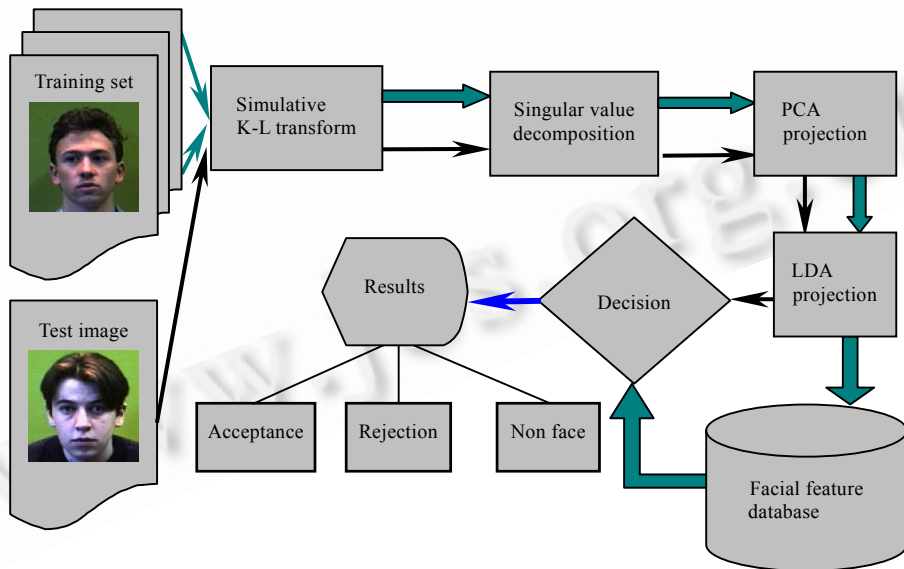 Training set
Simulative
K-L transform
Singular value
decomposition
PCA
projection
LDA
projection
Decision
Results
Test image
Acceptance
Rejection
Non face
Facial feature
database